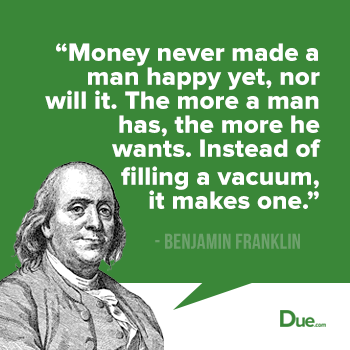 “Money never made a
man happy yet, nor
will it. The more a man
has, the more he
wants. Instead of
filling a vacuum,
it makes one.”
- BENJAMIN FRANKLIN
Due.com